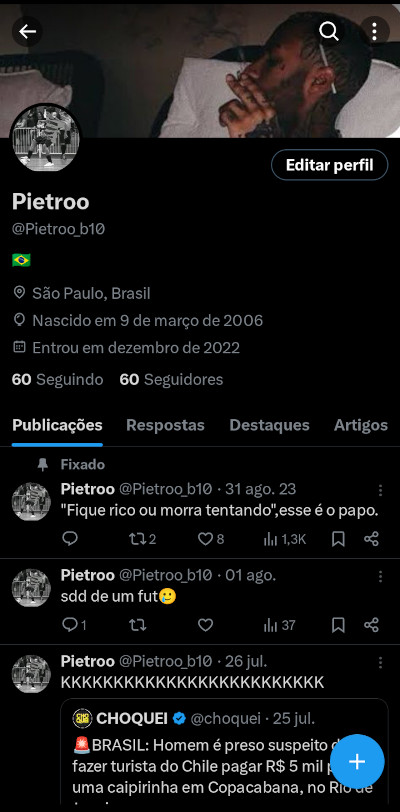 Editar perfil
Pietroo
@Pietroo_b10
🇧🇷
São Paulo, Brasil
Nascido em 9 de março de 2006
Entrou em dezembro de 2022
60 Seguindo 60 Seguidores
Publicações Respostas Destaques Artigos
Fixado
Pietroo @Pietroo_b10 · 31 ago. 23
"Fique rico ou morra tentando",esse é o papo.
2 8 1,3K
Pietroo @Pietroo_b10 · 01 ago.
sdd de um fut🥲
1 37
Pietroo @Pietroo_b10 · 26 jul.
KKKKKKKKKKKKKKKKKKKKKKKKK
CHOQUEI @choquei · 25 jul.
🚨BRASIL: Homem é preso suspeito
fazer turista do Chile pagar R$ 5 mil
uma caipirinha em Copacabana, no Rio de